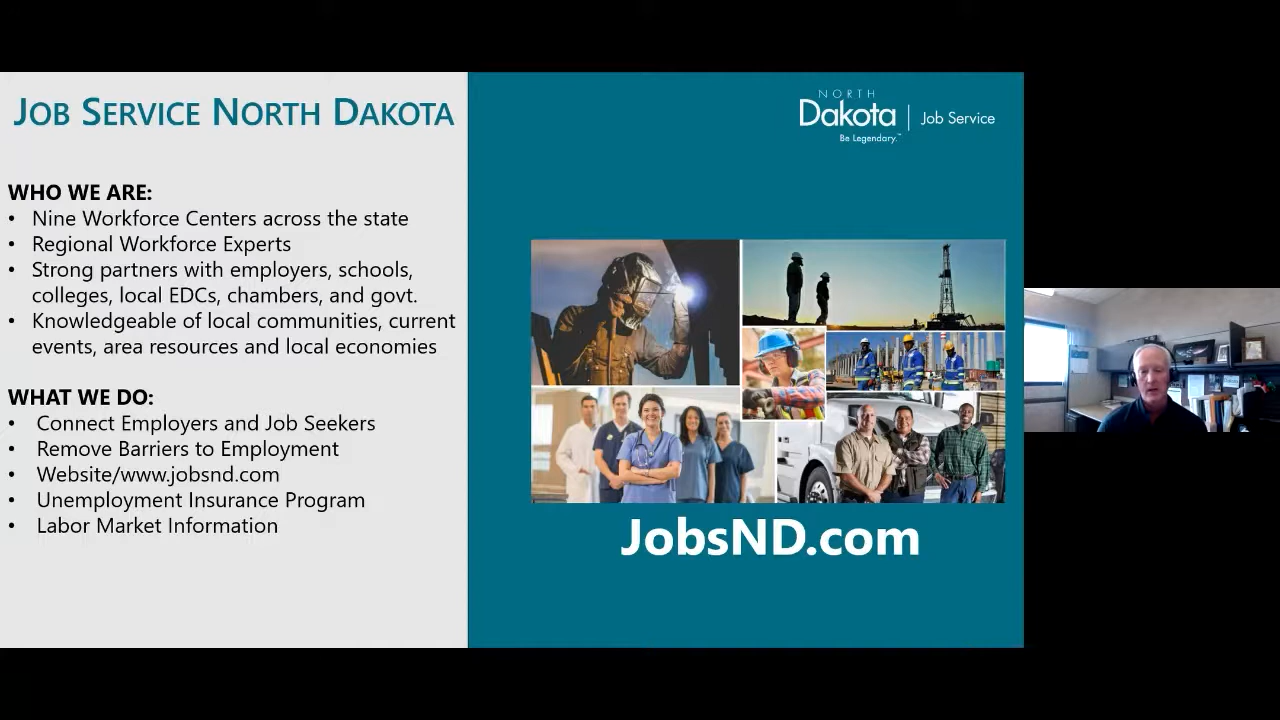 JOB SERVICE NORTH DAKOTA
WHO WE ARE:
• Nine Workforce Centers across the state
• Regional Workforce Experts
• Strong partners with employers, schools,
colleges, local EDCs, chambers, and govt.
• Knowledgeable of local communities, current
events, area resources and local economies
WHAT WE DO:
• Connect Employers and Job Seekers
• Remove Barriers to Employment
• Website/www.jobsnd.com
• Unemployment Insurance Program
• Labor Market Information
NORTH
Dakota | Job Service
Be Legendary.™
JobsND.com